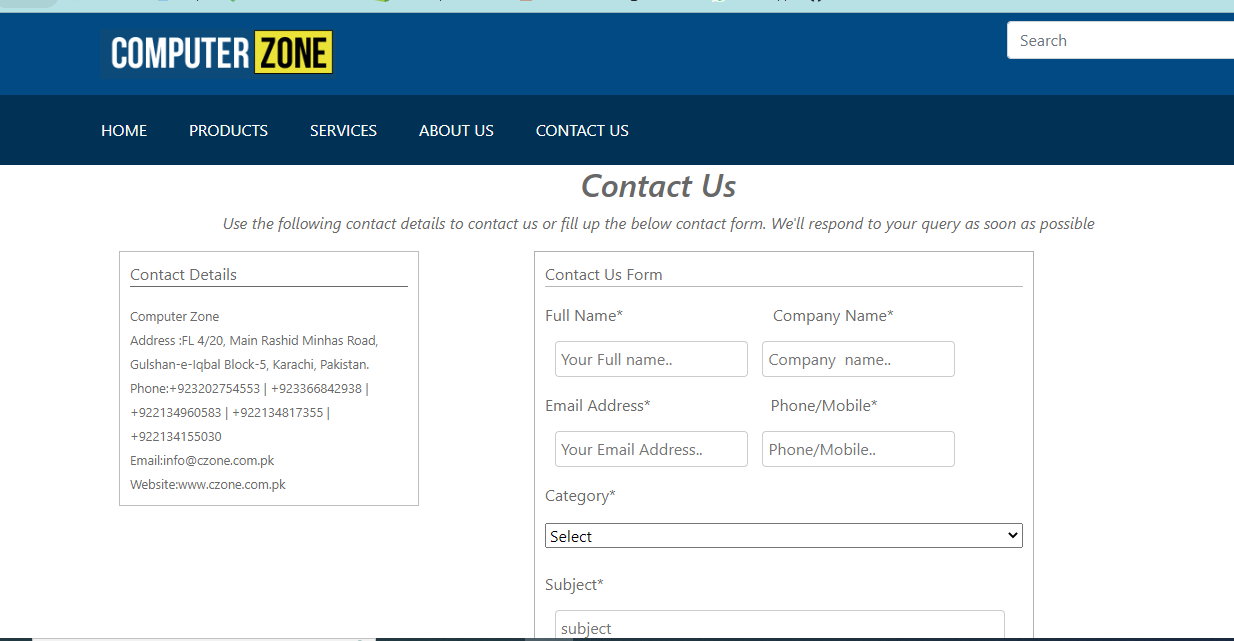 COMPUTER ZONE
Search
HOME PRODUCTS SERVICES ABOUT US CONTACT US
Contact Us
Use the following contact details to contact us or fill up the below contact form. We'll respond to your query as soon as possible
Contact Details
Computer Zone
Address :FL 4/20, Main Rashid Minhas Road,
Gulshan-e-Iqbal Block-5, Karachi, Pakistan.
Phone:+923202754553 | +923366842938 |
+922134960583 | +922134817355 |
+922134155030
Email:info@czone.com.pk
Website:www.czone.com.pk
Contact Us Form
Full Name* Company Name*
Your Full name.. Company name..
Email Address* Phone/Mobile*
Your Email Address.. Phone/Mobile..
Category*
Select
Subject*
subject